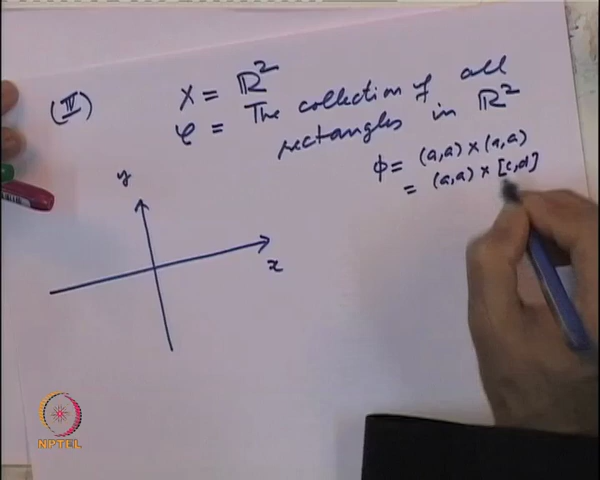 (II) X = ℝ²
𝒞 = The collection of all
rectangles in ℝ²
φ = (a,a) × (a,a)
= (a,a) × [c,d]
y
x
NPTEL